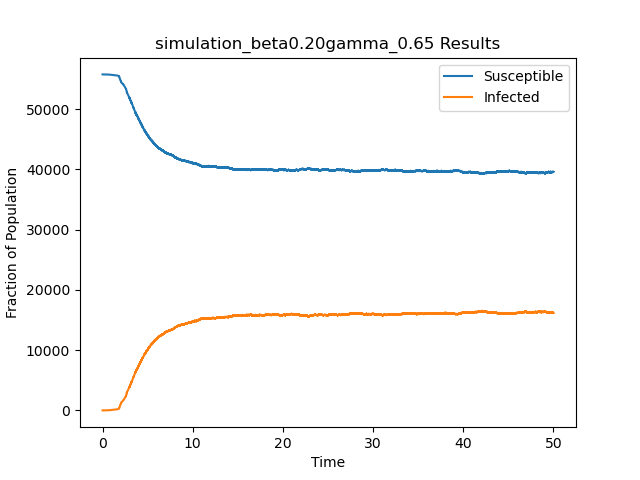 simulation_beta0.20gamma_0.65 Results
Susceptible
Infected
Fraction of Population
50000
40000
30000
20000
10000
0
0 10 20 30 40 50
Time